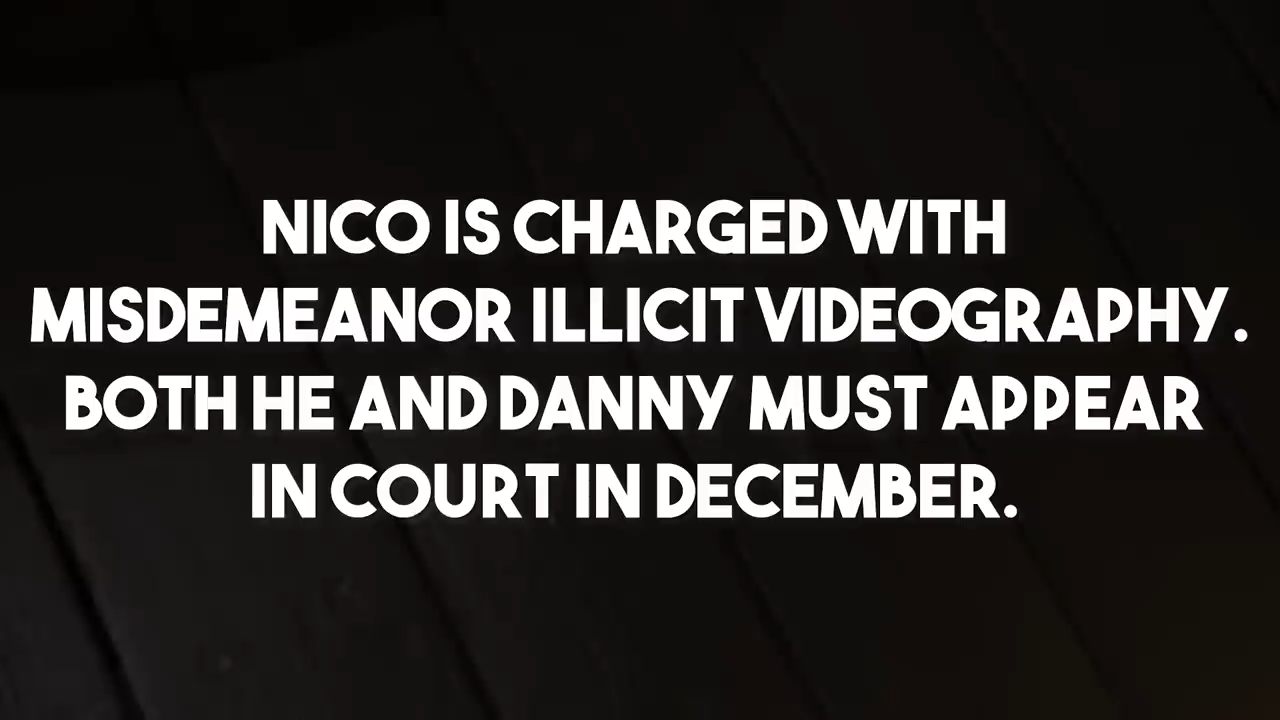 NICO IS CHARGED WITH
MISDEMEANOR ILLICIT VIDEOGRAPHY.
BOTH HE AND DANNY MUST APPEAR
IN COURT IN DECEMBER.